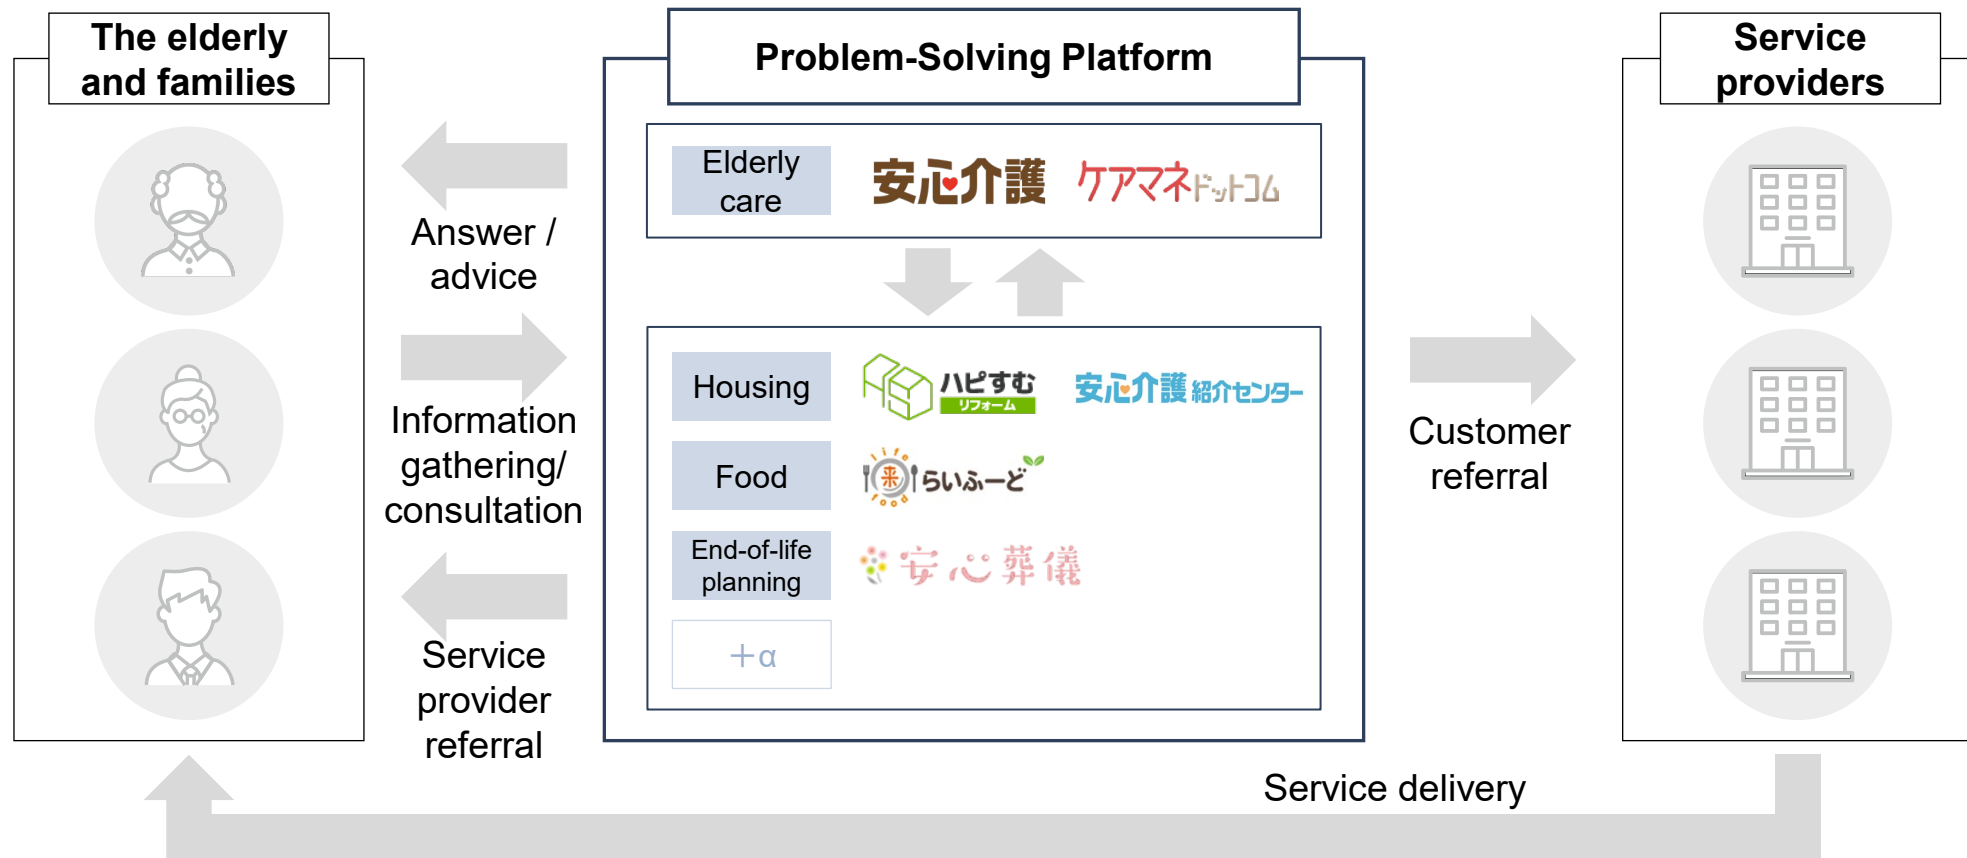 The elderly
and families
Problem-Solving Platform
Service
providers
Answer /
advice
Information
gathering/
consultation
Service
provider
referral
Elderly
care
安心介護
ケアマネドットコム
Housing
ハピすむ
リフォーム
安心介護 紹介センター
Food
life
来
food
らいふーど
End-of-life
planning
安心葬儀
＋α
Customer
referral
Service delivery